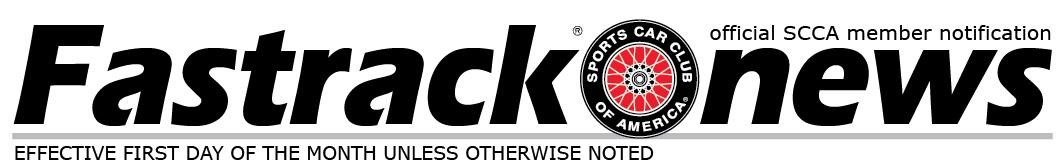 official SCCA member notification
Fastrack® news
SPORTS CAR CLUB
OF AMERICA®
EFFECTIVE FIRST DAY OF THE MONTH UNLESS OTHERWISE NOTED